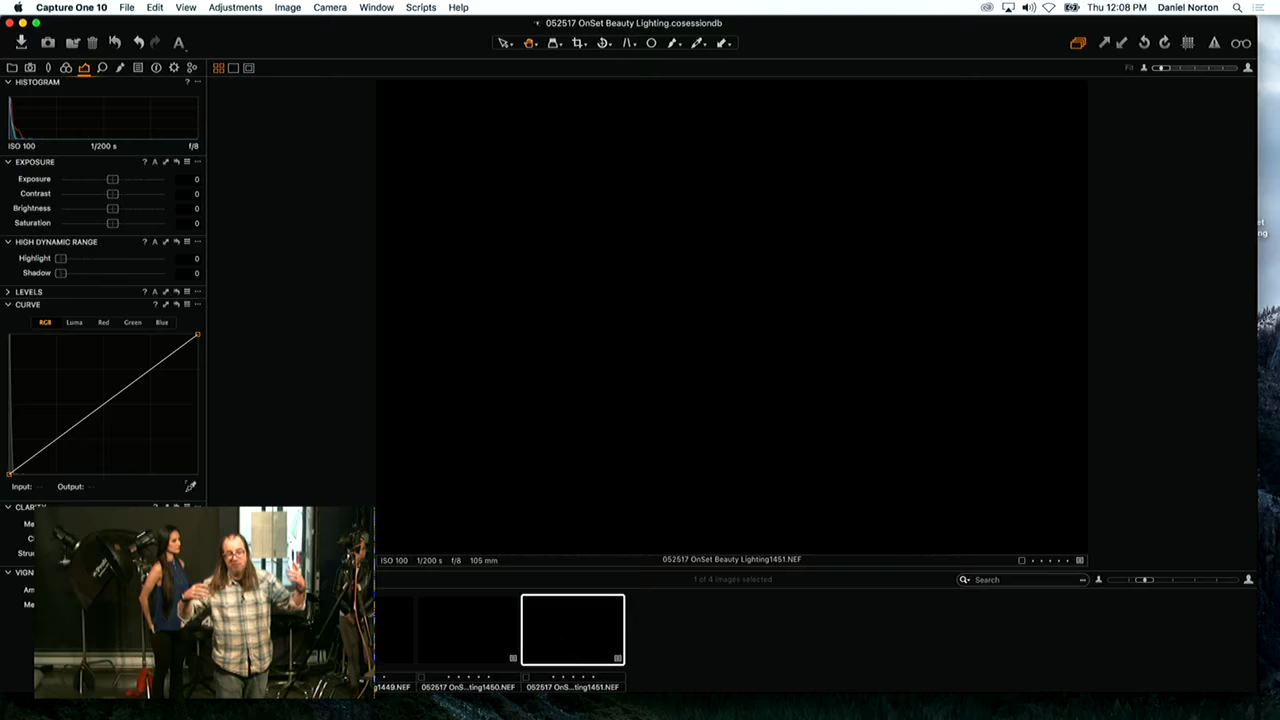 Capture One 10 File Edit View Adjustments Image Camera Window Scripts Help Thu 12:08 PM Daniel Norton
052517 OnSet Beauty Lighting.cosessiondb
HISTOGRAM ? ...
ISO 100 1/200 s f/8
EXPOSURE ? A
Exposure 0
Contrast 0
Brightness 0
Saturation 0
HIGH DYNAMIC RANGE ? A
Highlight 0
Shadow 0
LEVELS ? A
CURVE ?
RGB Luma Red Green Blue
Input: -- Output: --
Fit
ISO 100 1/200 s f/8 105 mm 052517 OnSet Beauty Lighting1451.NEF
1 of 4 images selected Search
052517 OnS...ting1450.NEF 052517 OnS...ting1451.NEF